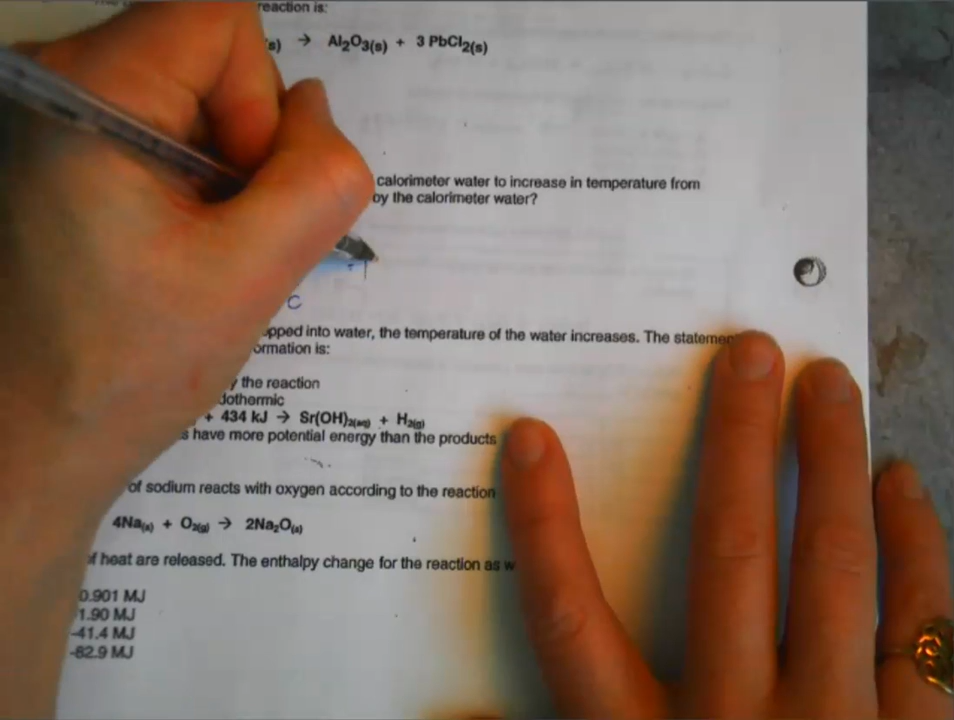 reaction is:
s) → Al₂O₃(s) + 3 PbCl₂(s)
calorimeter water to increase in temperature from
by the calorimeter water?
C
opped into water, the temperature of the water increases. The statemen
ormation is:
y the reaction
dothermic
+ 434 kJ → Sr(OH)₂(aq) + H₂(g)
s have more potential energy than the products
of sodium reacts with oxygen according to the reaction
4Na(s) + O₂(g) → 2Na₂O(s)
of heat are released. The enthalpy change for the reaction as w
0.901 MJ
1.90 MJ
-41.4 MJ
-82.9 MJ